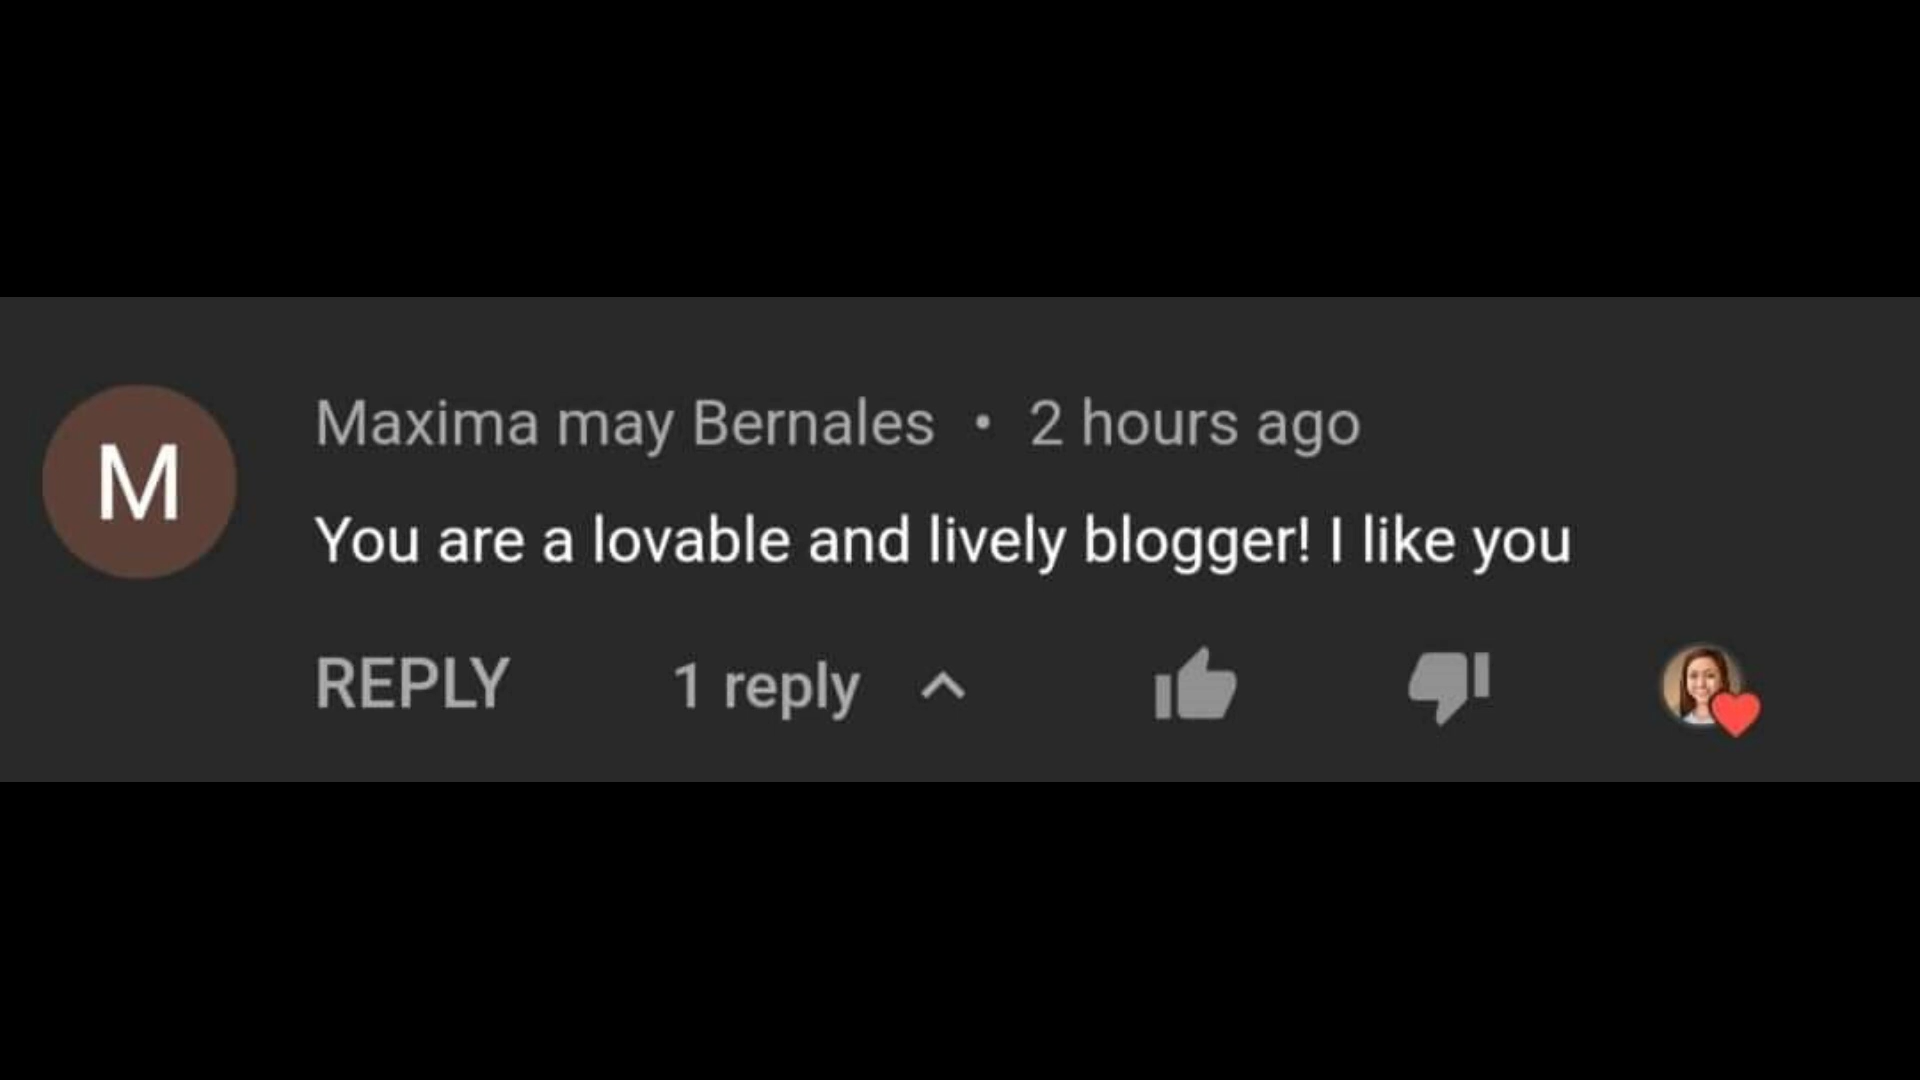 M
Maxima may Bernales • 2 hours ago
You are a lovable and lively blogger! I like you
REPLY 1 reply